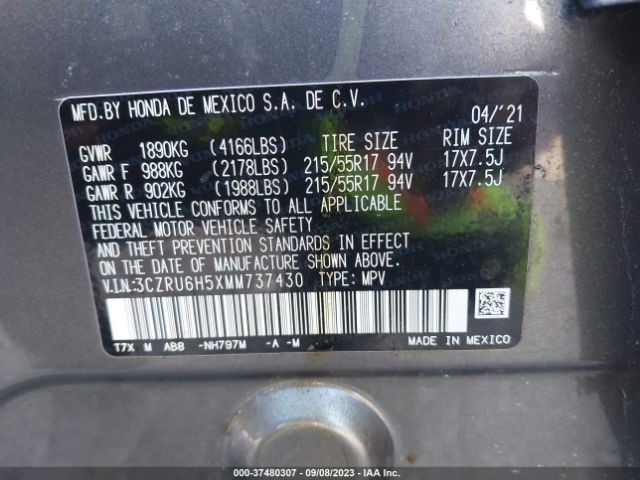 MFD.BY HONDA DE MEXICO S.A. DE C.V. 04/'21
GVWR 1890KG (4166LBS) TIRE SIZE RIM SIZE
GAWR F 988KG (2178LBS) 215/55R17 94V 17X7.5J
GAWR R 902KG (1988LBS) 215/55R17 94V 17X7.5J
THIS VEHICLE CONFORMS TO ALL APPLICABLE
FEDERAL MOTOR VEHICLE SAFETY
AND THEFT PREVENTION STANDARDS IN EFFECT
ON THE DATE OF MANUFACTURE SHOWN ABOVE.
V.I.N:3CZRU6H5XMM737430 TYPE: MPV
T7X M AB8 -NH797M -A -M MADE IN MEXICO
000-37480307 - 09/08/2023 - Copyright © IAA, Inc.